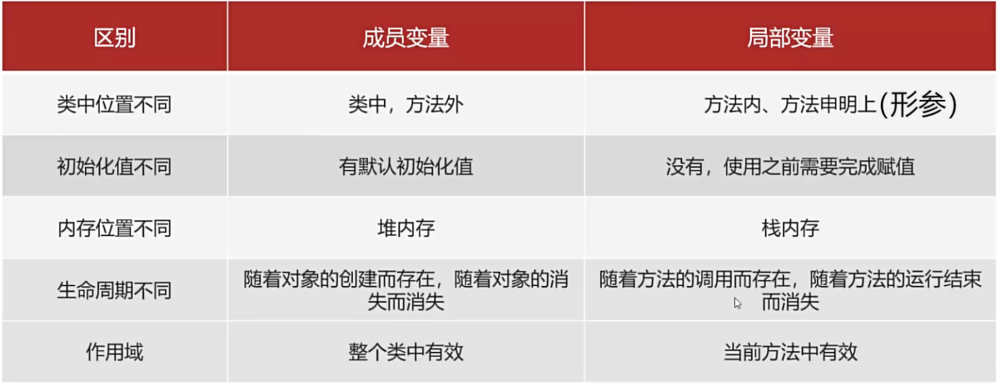 区别 成员变量 局部变量
类中位置不同 类中，方法外 方法内、方法申明上(形参)
初始化值不同 有默认初始化值 没有，使用之前需要完成赋值
内存位置不同 堆内存 栈内存
生命周期不同
随着对象的创建而存在，随着对象的消
失而消失
随着方法的调用而存在，随着方法的运行结束
而消失
作用域 整个类中有效 当前方法中有效